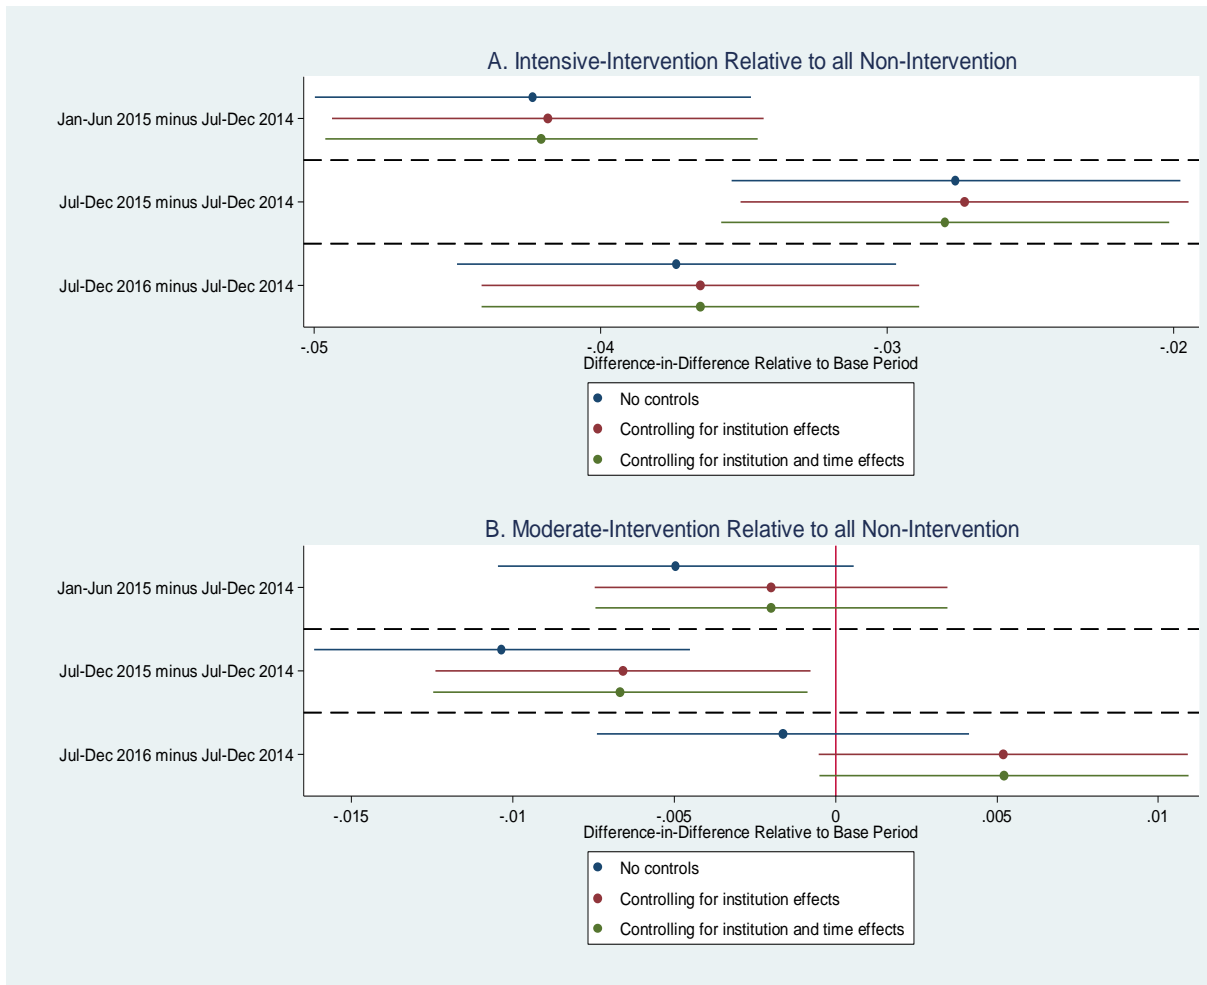 A. Intensive-Intervention Relative to all Non-Intervention
Jan-Jun 2015 minus Jul-Dec 2014
Jul-Dec 2015 minus Jul-Dec 2014
Jul-Dec 2016 minus Jul-Dec 2014
-.05 -.04 -.03 -.02
Difference-in-Difference Relative to Base Period
No controls
Controlling for institution effects
Controlling for institution and time effects
B. Moderate-Intervention Relative to all Non-Intervention
Jan-Jun 2015 minus Jul-Dec 2014
Jul-Dec 2015 minus Jul-Dec 2014
Jul-Dec 2016 minus Jul-Dec 2014
-.015 -.01 -.005 0 .005 .01
Difference-in-Difference Relative to Base Period
No controls
Controlling for institution effects
Controlling for institution and time effects